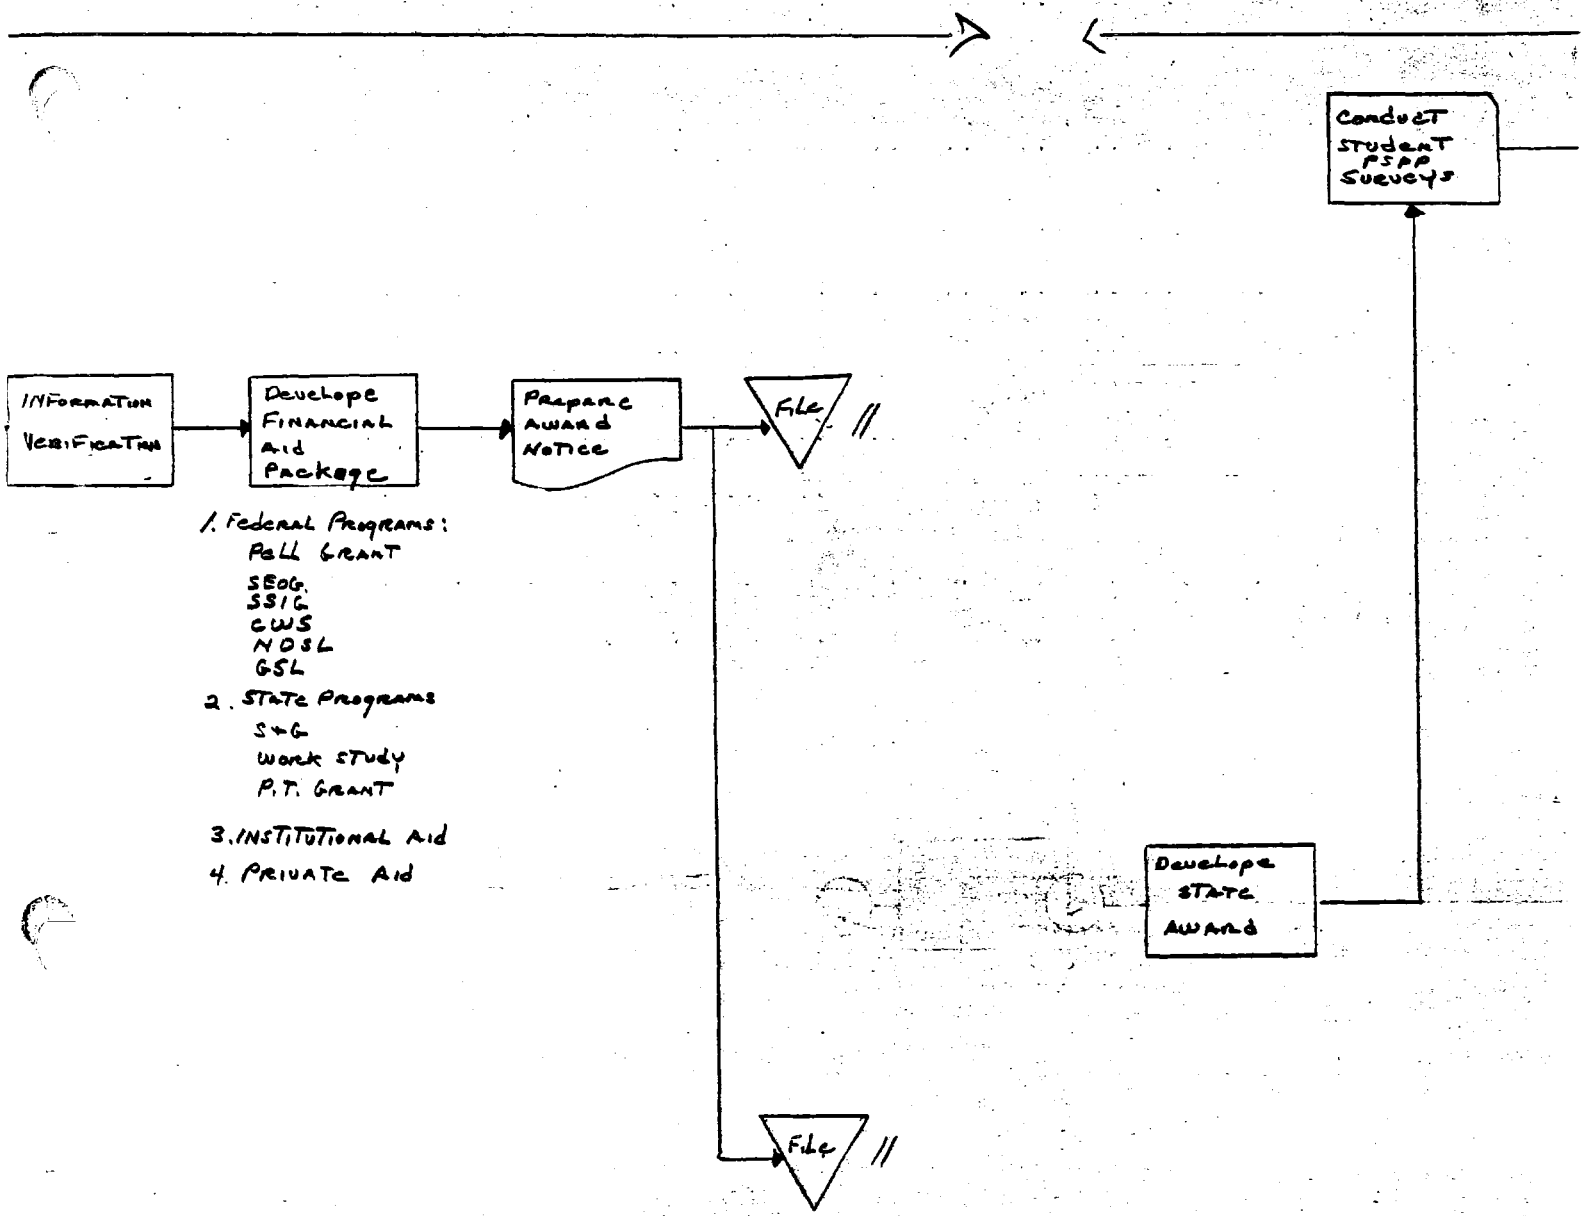 Conduct
Student
PSPP
Surveys
Information
Verification
Develope
Financial
Aid
Package
Prepare
Award
Notice
File //
1. Federal Programs:
Pell Grant
SEOG
SSIG
CWS
NDSL
GSL
2. State Programs
Work Study
P.T. Grant
3. Institutional Aid
4. Private Aid
Develope
State
Award
File //